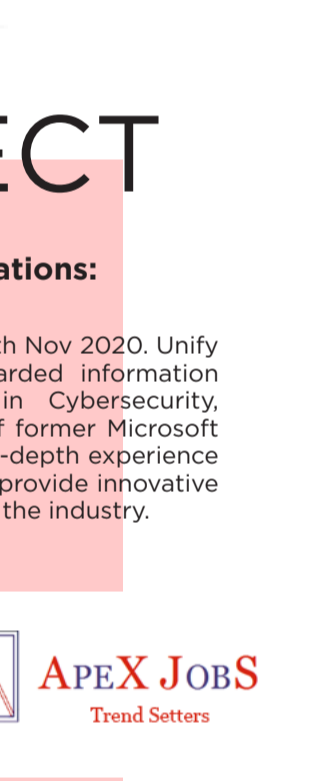 ECT
ations:
th Nov 2020. Unify
arded information
in Cybersecurity,
f former Microsoft
-depth experience
provide innovative
the industry.
APEX JOBS
Trend Setters